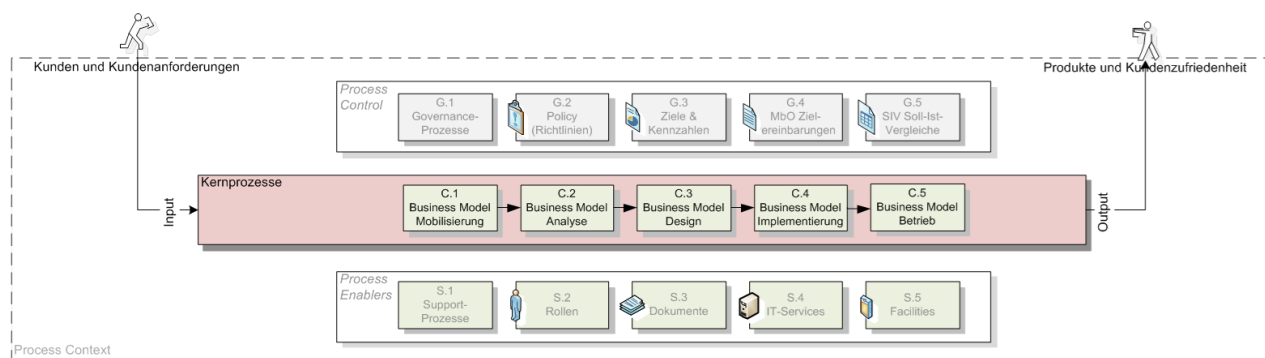 Kunden und Kundenanforderungen
Produkte und Kundenzufriedenheit
Process
Control
G.1
Governance-
Prozesse
G.2
Policy
(Richtlinien)
G.3
Ziele &
Kennzahlen
G.4
MbO Ziel-
ereinbarungen
G.5
SIV Soll-Ist-
Vergleiche
Kernprozesse
Input
C.1
Business Model
Mobilisierung
C.2
Business Model
Analyse
C.3
Business Model
Design
C.4
Business Model
Implementierung
C.5
Business Model
Betrieb
Output
Process
Enablers
S.1
Support-
Prozesse
S.2
Rollen
S.3
Dokumente
S.4
IT-Services
S.5
Facilities
Process Context